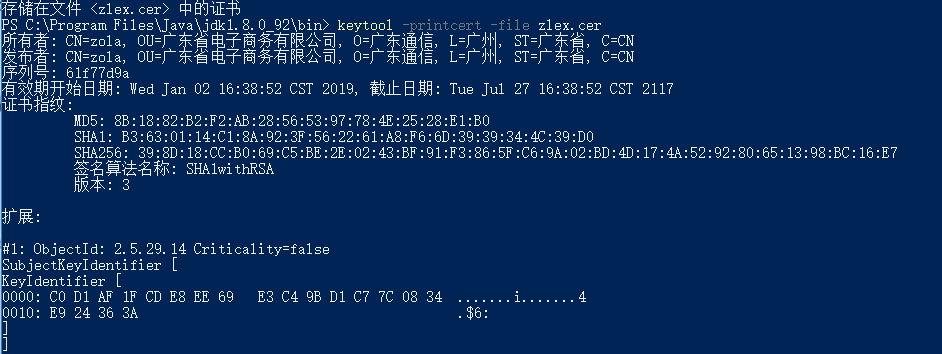 存储在文件 <zlex.cer> 中的证书
PS C:\Program Files\Java\jdk1.8.0_92\bin> keytool -printcert -file zlex.cer
所有者: CN=zola, OU=广东省电子商务有限公司, O=广东通信, L=广州, ST=广东省, C=CN
发布者: CN=zola, OU=广东省电子商务有限公司, O=广东通信, L=广州, ST=广东省, C=CN
序列号: 61f77d9a
有效期开始日期: Wed Jan 02 16:38:52 CST 2019, 截止日期: Tue Jul 27 16:38:52 CST 2117
证书指纹:
MD5: 8B:18:82:B2:F2:AB:28:56:53:97:78:4E:25:28:E1:B0
SHA1: B3:63:01:14:C1:8A:92:3F:56:22:61:A8:F6:6D:39:39:34:4C:39:D0
SHA256: 39:8D:18:CC:B0:69:C5:BE:2E:02:43:BF:91:F3:86:5F:C6:9A:02:BD:4D:17:4A:52:92:80:65:13:98:BC:16:E7
签名算法名称: SHA1withRSA
版本: 3
扩展:
#1: ObjectId: 2.5.29.14 Criticality=false
SubjectKeyIdentifier [
KeyIdentifier [
0000: C0 D1 AF 1F CD E8 EE 69   E3 C4 9B D1 C7 7C 08 34  .......i.......4
0010: E9 24 36 3A                                        .$6:
]
]